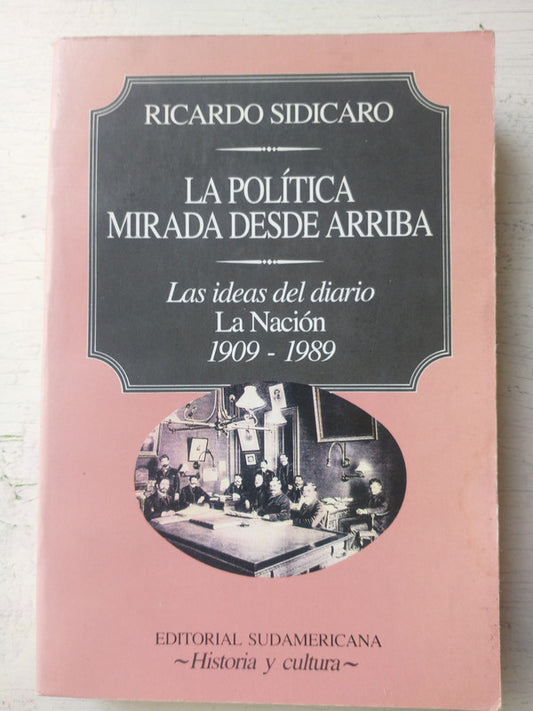 RICARDO SIDICARO
LA POLÍTICA
MIRADA DESDE ARRIBA
Las ideas del diario
La Nación
1909 - 1989
EDITORIAL SUDAMERICANA
~Historia y cultura~